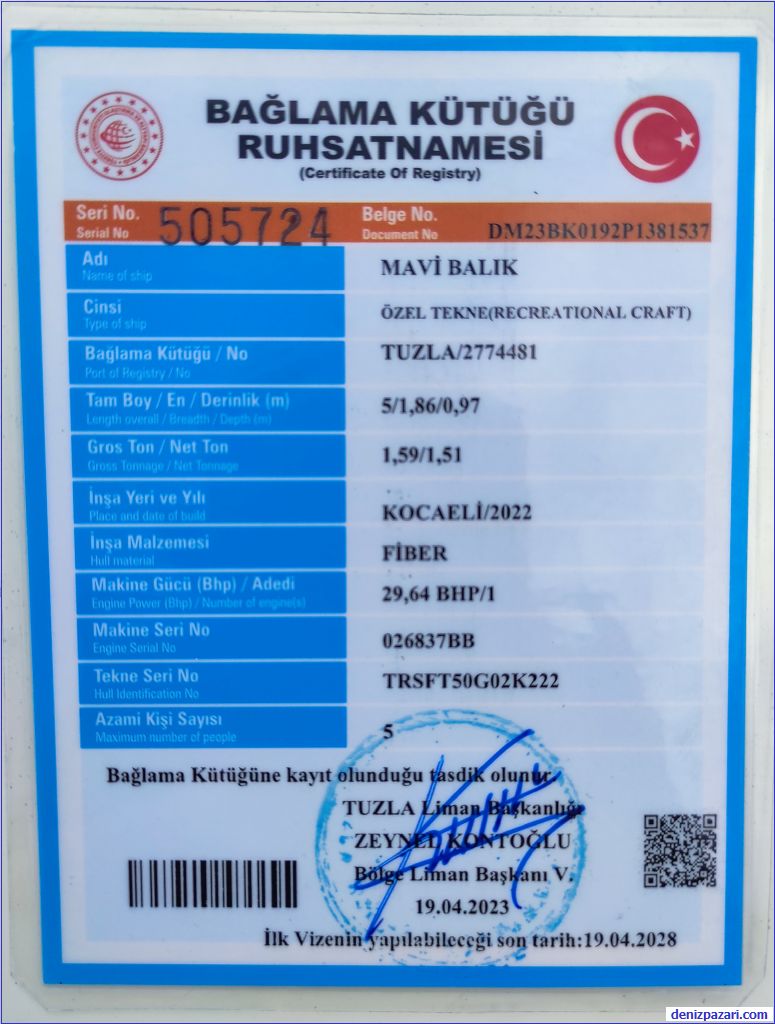 BAĞLAMA KÜTÜĞÜ
RUHSATNAMESİ
(Certificate Of Registry)
Seri No. 505724 Belge No.
Serial No Document No DM23BK0192P1381537
Adı MAVİ BALIK
Name of ship
Cinsi ÖZEL TEKNE(RECREATIONAL CRAFT)
Type of ship
Bağlama Kütüğü / No TUZLA/2774481
Port of Registry / No
Tam Boy / En / Derinlik (m) 5/1,86/0,97
Length overall / Breadth / Depth (m)
Gros Ton / Net Ton 1,59/1,51
Gross Tonnage / Net Tonnage
İnşa Yeri ve Yılı KOCAELİ/2022
Place and date of build
İnşa Malzemesi FİBER
Hull material
Makine Gücü (Bhp) / Adedi 29,64 BHP/1
Engine Power (Bhp) / Number of engine(s)
Makine Seri No 026837BB
Engine Serial No
Tekne Seri No TRSFT50G02K222
Hull Identification No
Azami Kişi Sayısı 5
Maximum number of people
Bağlama Kütüğüne kayıt olunduğu tasdik olunur.
TUZLA Liman Başkanlığı
ZEYNEL KONTOĞLU
Bölge Liman Başkanı V.
19.04.2023
İlk Vizenin yapılabileceği son tarih:19.04.2028
denizpazari.com